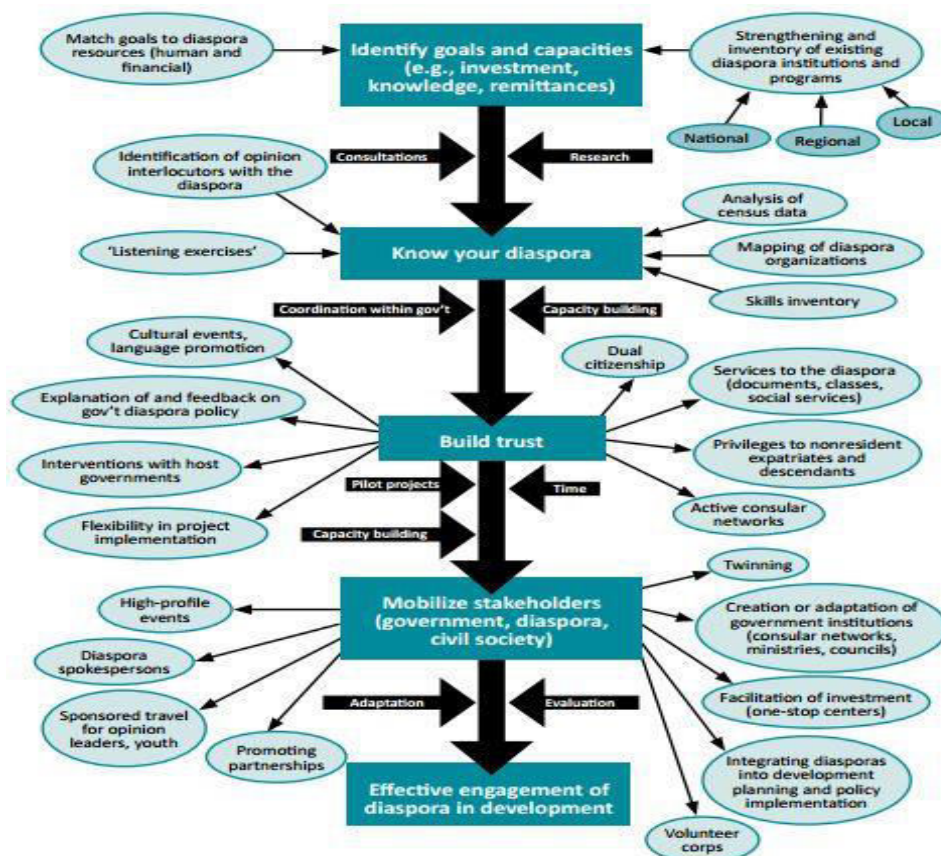 Match goals to diaspora
resources (human and
financial)
Identify goals and capacities
(e.g., investment,
knowledge, remittances)
Strengthening and
inventory of existing
diaspora institutions and
programs
National
Regional
Local
Consultations
Research
Identification of opinion
interlocutors with the
diaspora
'Listening exercises'
Know your diaspora
Analysis of
census data
Mapping of diaspora
organizations
Skills inventory
Coordination within gov't
Capacity building
Cultural events,
language promotion
Explanation of and feedback on
gov't diaspora policy
Interventions with host
governments
Flexibility in project
implementation
Build trust
Dual
citizenship
Services to the diaspora
(documents, classes,
social services)
Privileges to nonresident
expatriates and
descendants
Active consular
networks
Pilot projects
Time
Capacity building
High-profile
events
Diaspora
spokespersons
Sponsored travel
for opinion
leaders, youth
Promoting
partnerships
Mobilize stakeholders
(government, diaspora,
civil society)
Twinning
Creation or adaptation of
government institutions
(consular networks,
ministries, councils)
Facilitation of investment
(one-stop centers)
Integrating diasporas
into development
planning and policy
implementation
Volunteer
corps
Adaptation
Evaluation
Effective engagement of
diaspora in development